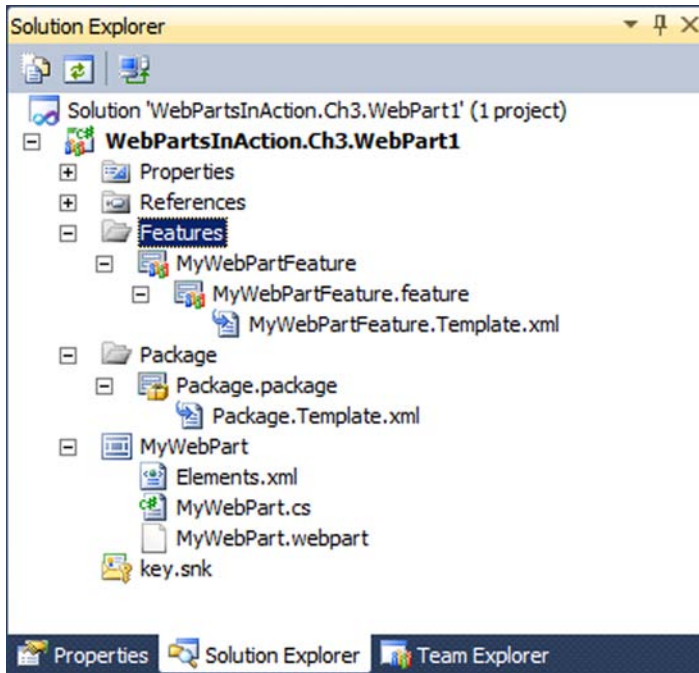 Solution Explorer
Solution 'WebPartsInAction.Ch3.WebPart1' (1 project)
WebPartsInAction.Ch3.WebPart1
Properties
References
Features
MyWebPartFeature
MyWebPartFeature.feature
MyWebPartFeature.Template.xml
Package
Package.package
Package.Template.xml
MyWebPart
Elements.xml
MyWebPart.cs
MyWebPart.webpart
key.snk
Properties Solution Explorer Team Explorer